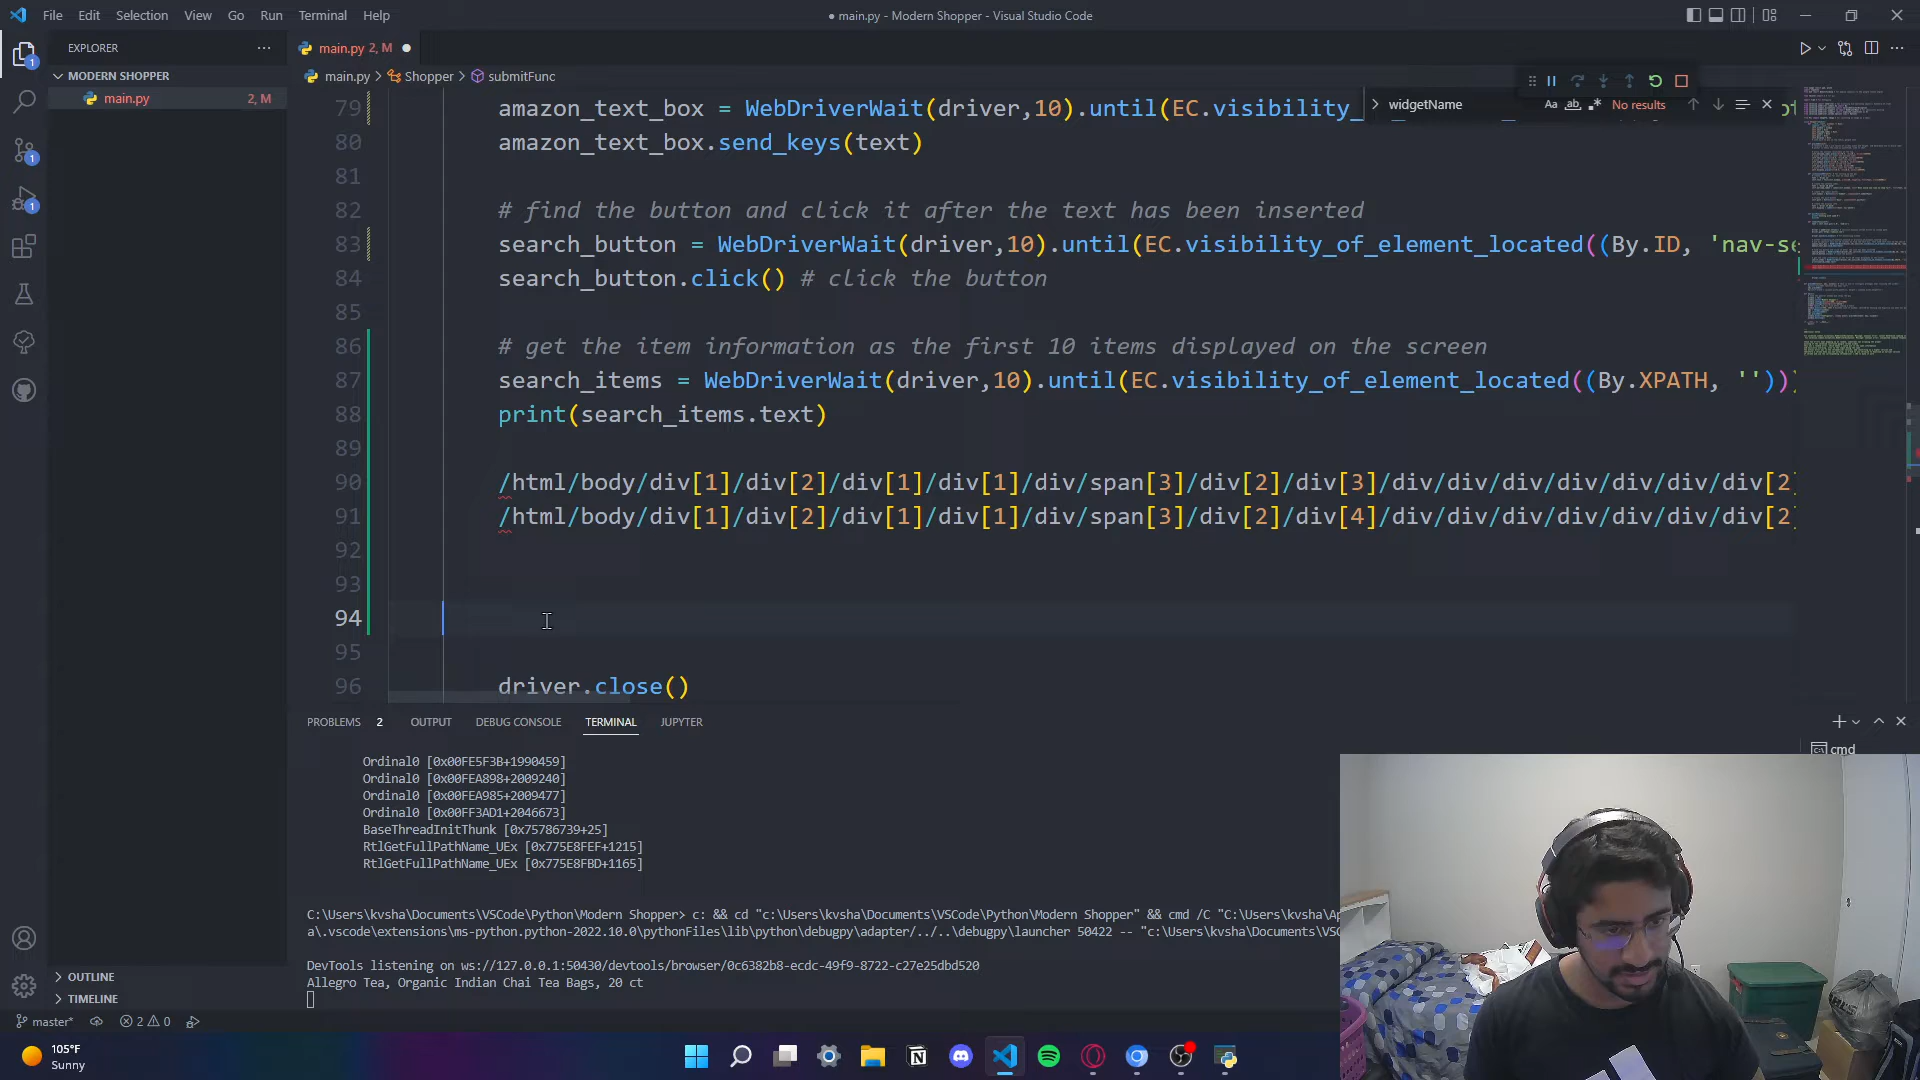 File Edit Selection View Go Run Terminal Help
● main.py - Modern Shopper - Visual Studio Code
EXPLORER
MODERN SHOPPER
main.py 2, M
main.py 2, M
main.py > Shopper > submitFunc
widgetName
Aa ab No results
79 amazon_text_box = WebDriverWait(driver,10).until(EC.visibility_
80 amazon_text_box.send_keys(text)
81
82 # find the button and click it after the text has been inserted
83 search_button = WebDriverWait(driver,10).until(EC.visibility_of_element_located((By.ID, 'nav-se
84 search_button.click() # click the button
85
86 # get the item information as the first 10 items displayed on the screen
87 search_items = WebDriverWait(driver,10).until(EC.visibility_of_element_located((By.XPATH, '')))
88 print(search_items.text)
89
90 /html/body/div[1]/div[2]/div[1]/div[1]/div/span[3]/div[2]/div[3]/div/div/div/div/div/div[2]
91 /html/body/div[1]/div[2]/div[1]/div[1]/div/span[3]/div[2]/div[4]/div/div/div/div/div/div[2]
92
93
94
95
96 driver.close()
PROBLEMS 2 OUTPUT DEBUG CONSOLE TERMINAL JUPYTER
cmd
Ordinal0 [0x00FE5F3B+1990459]
Ordinal0 [0x00FEA898+2009240]
Ordinal0 [0x00FEA985+2009477]
Ordinal0 [0x00FF3AD1+2046673]
BaseThreadInitThunk [0x75786739+25]
RtlGetFullPathName_UEx [0x775E8FEF+1215]
RtlGetFullPathName_UEx [0x775E8FBD+1165]
C:\Users\kvsha\Documents\VSCode\Python\Modern Shopper> c: && cd "c:\Users\kvsha\Documents\VSCode\Python\Modern Shopper" && cmd /C "C:\Users\kvsha\Ap
a\.vscode\extensions\ms-python.python-2022.10.0\pythonFiles\lib\python\debugpy\adapter/../..\debugpy\launcher 50422 -- "c:\Users\kvsha\Documents\VSC
DevTools listening on ws://127.0.0.1:50430/devtools/browser/0c6382b8-ecdc-49f9-8722-c27e25dbd520
Allegro Tea, Organic Indian Chai Tea Bags, 20 ct
OUTLINE
TIMELINE
master* 2 0
105°F
Sunny